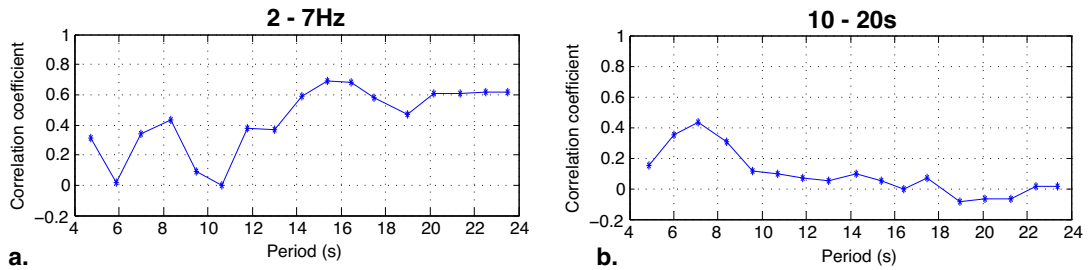 2 - 7Hz
Correlation coefficient
1
0.8
0.6
0.4
0.2
0
−0.2
4 6 8 10 12 14 16 18 20 22 24
Period (s)
a.
10 - 20s
Correlation coefficient
1
0.8
0.6
0.4
0.2
0
−0.2
4 6 8 10 12 14 16 18 20 22 24
Period (s)
b.